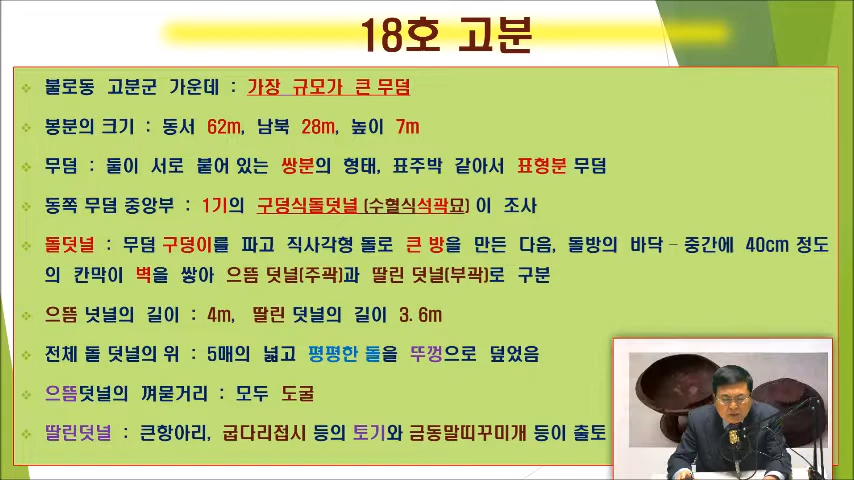 18호 고분
불로동 고분군 가운데 : 가장 규모가 큰 무덤
봉분의 크기 : 동서 62m, 남북 28m, 높이 7m
무덤 : 둘이 서로 붙어 있는 쌍분의 형태, 표주박 같아서 표형분 무덤
동쪽 무덤 중앙부 : 1기의 구덩식돌덧널 (수혈식석곽묘) 이 조사
돌덧널 : 무덤 구덩이를 파고 직사각형 돌로 큰 방을 만든 다음, 돌방의 바닥 - 중간에 40cm 정도
의 칸막이 벽을 쌓아 으뜸 덧널(주곽)과 딸린 덧널(부곽)로 구분
으뜸 넛널의 길이 : 4m, 딸린 덧널의 길이 3.6m
전체 돌 덧널의 위 : 5매의 넓고 평평한 돌을 뚜껑으로 덮었음
으뜸덧널의 껴묻거리 : 모두 도굴
딸린덧널 : 큰항아리, 굽다리접시 등의 토기와 금동말띠꾸미개 등이 출토